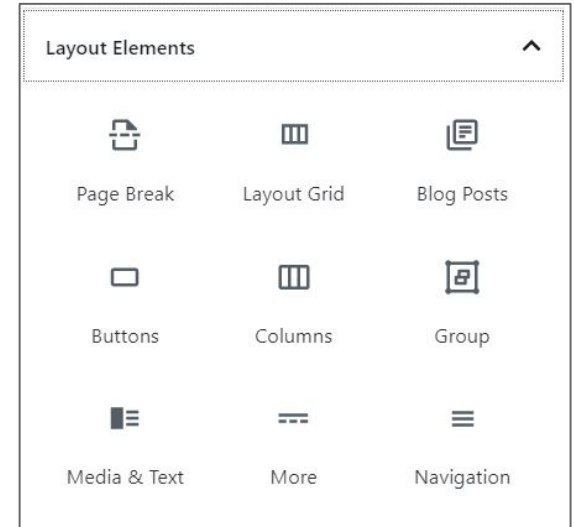 Layout Elements
Page Break Layout Grid Blog Posts
Buttons Columns Group
Media & Text More Navigation